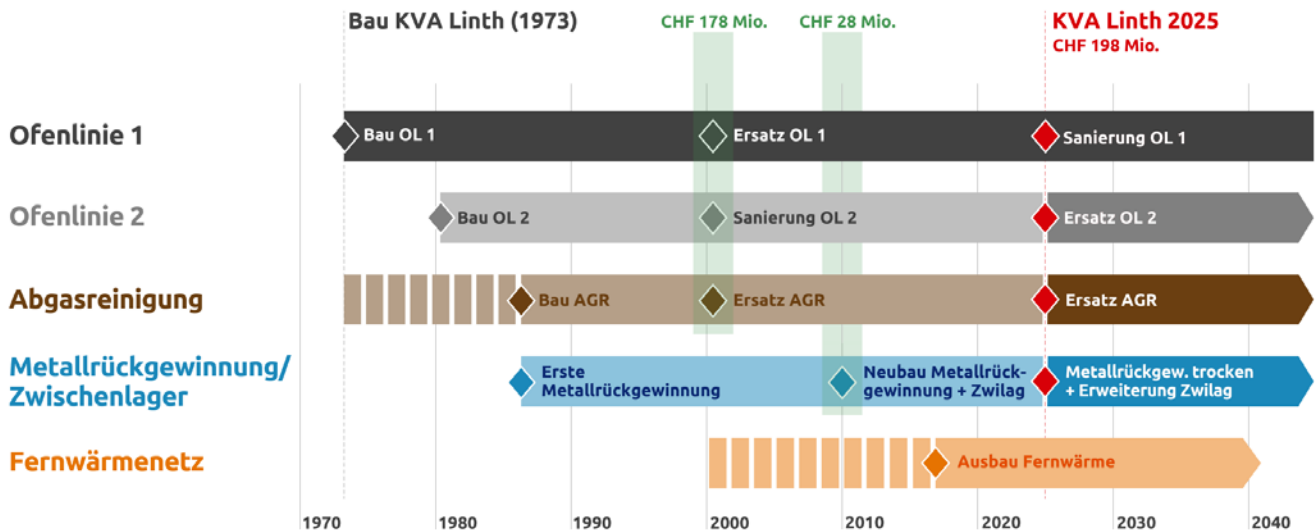 Bau KVA Linth (1973)
CHF 178 Mio.
CHF 28 Mio.
KVA Linth 2025
CHF 198 Mio.
Ofenlinie 1
Bau OL 1
Ersatz OL 1
Sanierung OL 1
Ofenlinie 2
Bau OL 2
Sanierung OL 2
Ersatz OL 2
Abgasreinigung
Bau AGR
Ersatz AGR
Ersatz AGR
Metallrückgewinnung/
Zwischenlager
Erste
Metallrückgewinnung
Neubau Metallrück-
gewinnung + Zwilag
Metallrückgew. trocken
+ Erweiterung Zwilag
Fernwärmenetz
Ausbau Fernwärme
1970
1980
1990
2000
2010
2020
2030
2040